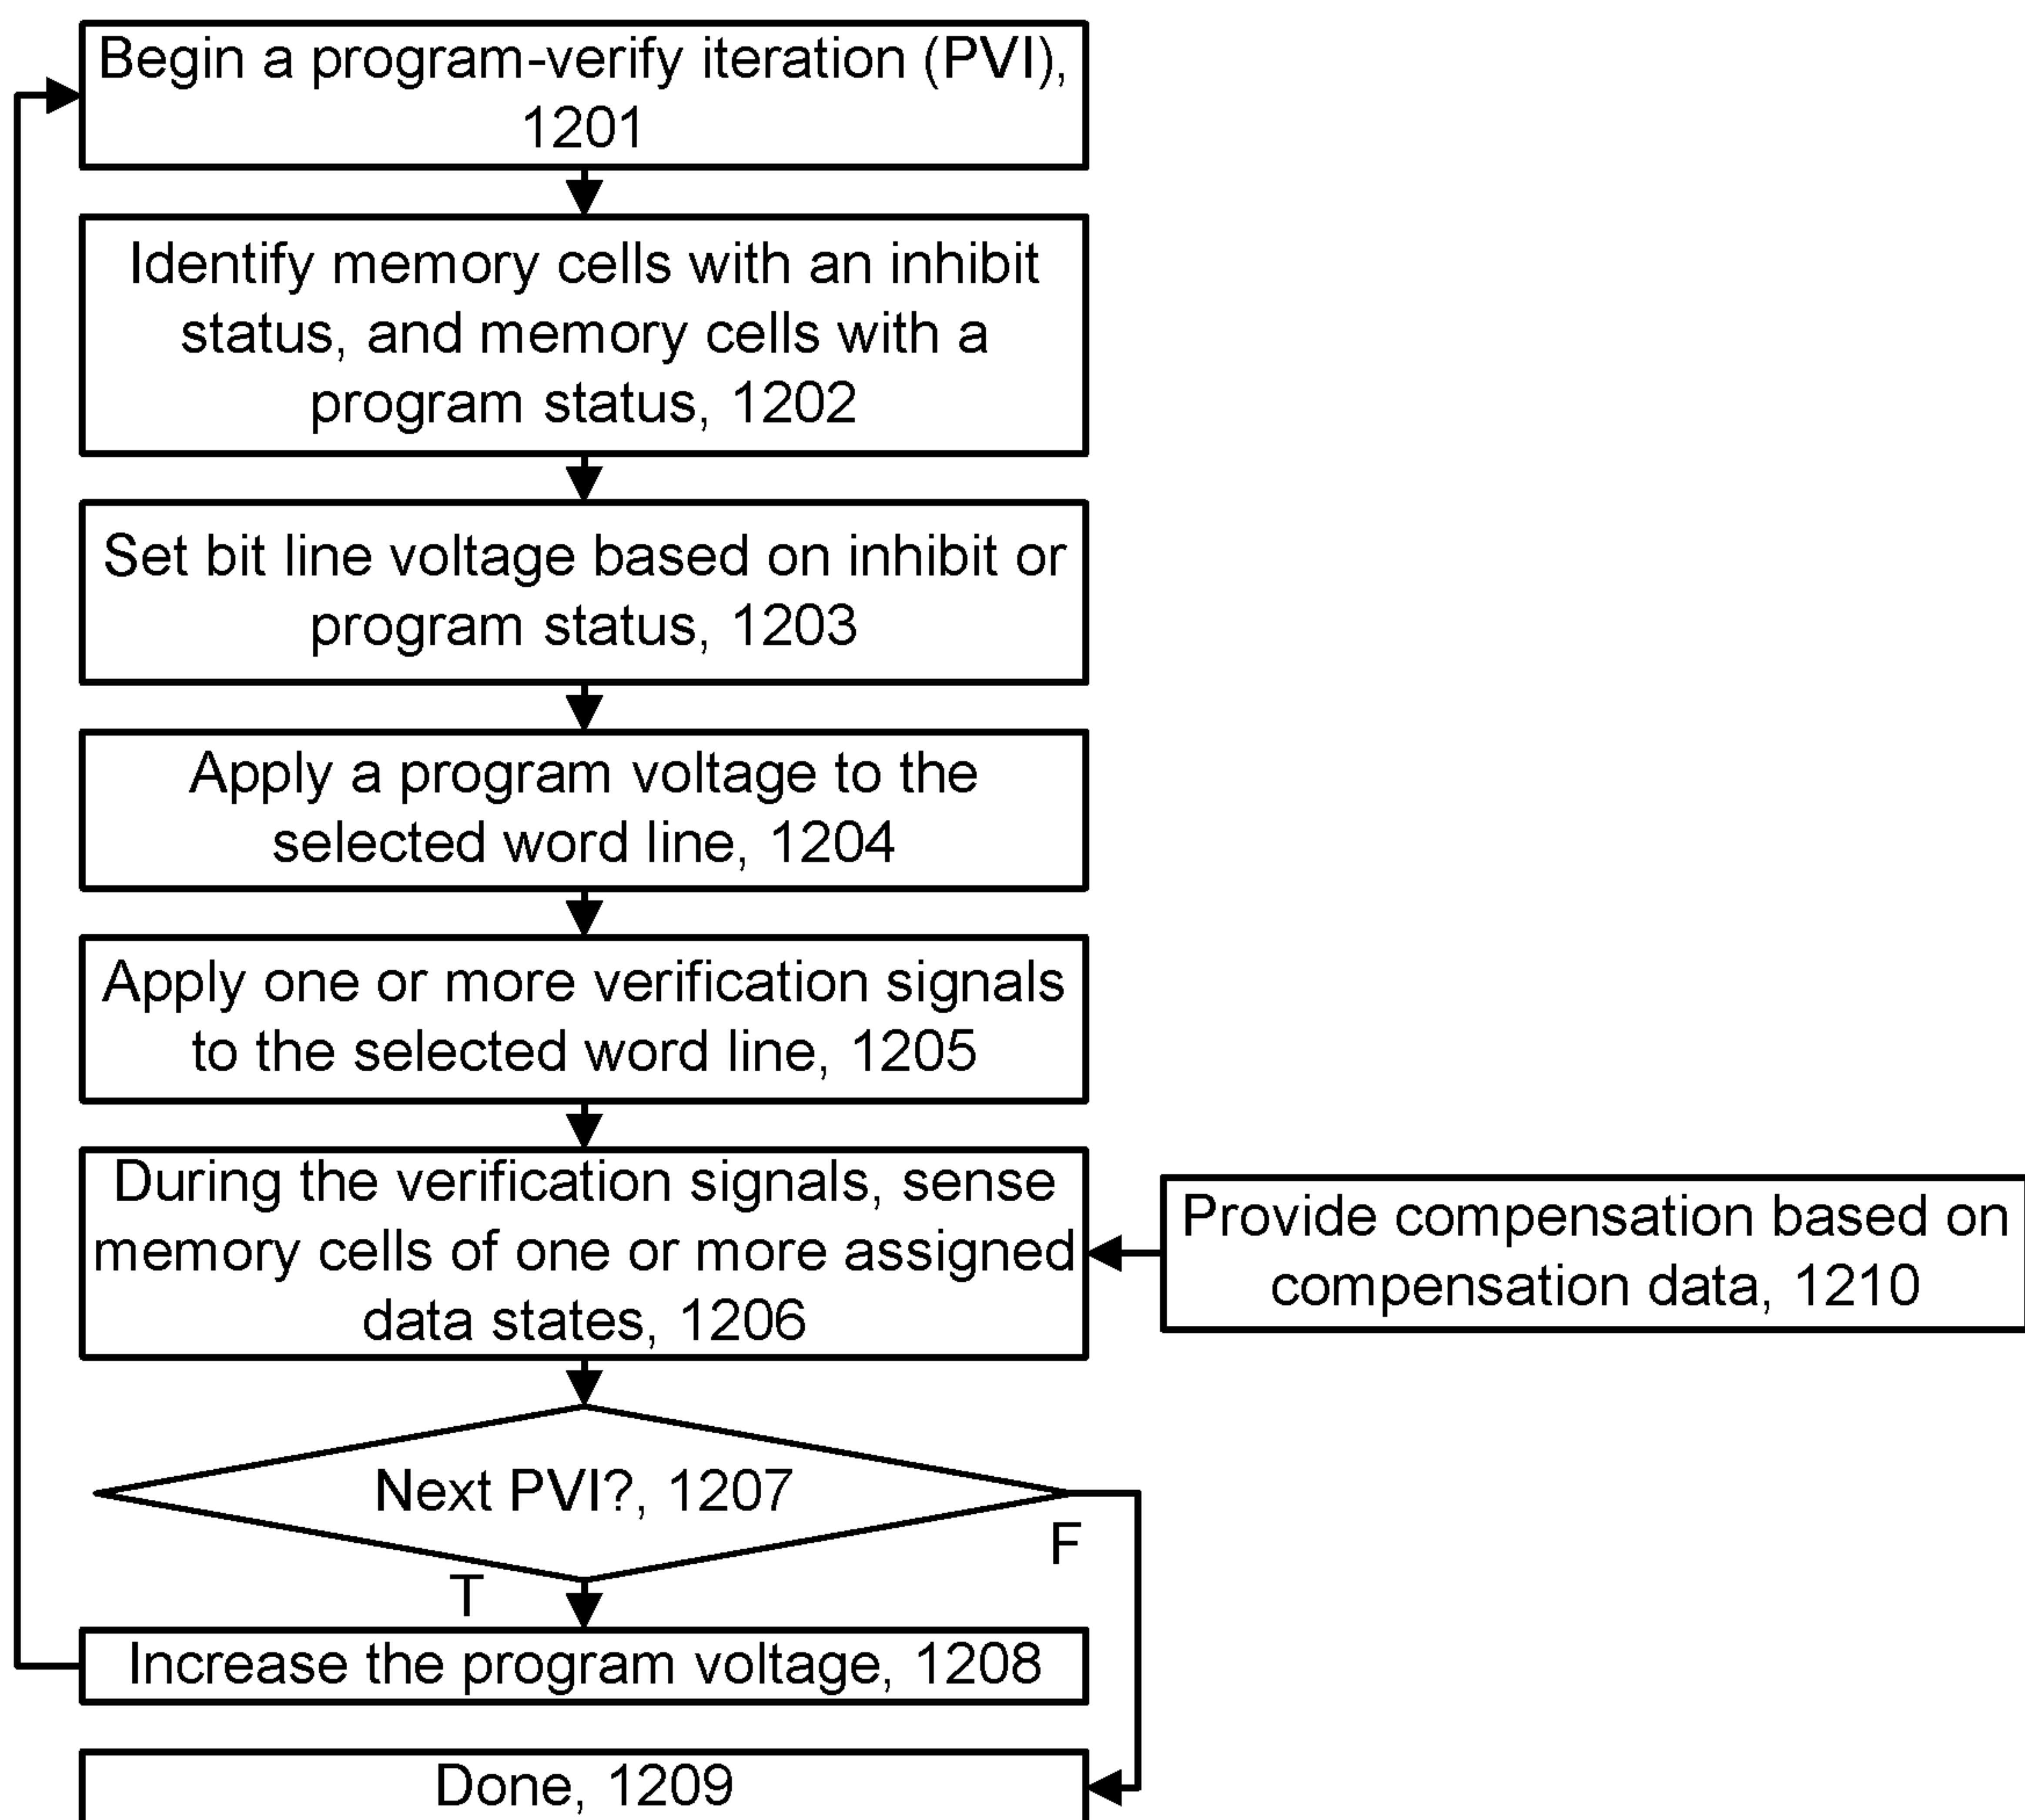 Begin a program-verify iteration (PVI),
1201
Identify memory cells with an inhibit
status, and memory cells with a
program status, 1202
Set bit line voltage based on inhibit or
program status, 1203
Apply a program voltage to the
selected word line, 1204
Apply one or more verification signals
to the selected word line, 1205
During the verification signals, sense
memory cells of one or more assigned
data states, 1206
Provide compensation based on
compensation data, 1210
Next PVI?, 1207
F
T
Increase the program voltage, 1208
Done, 1209